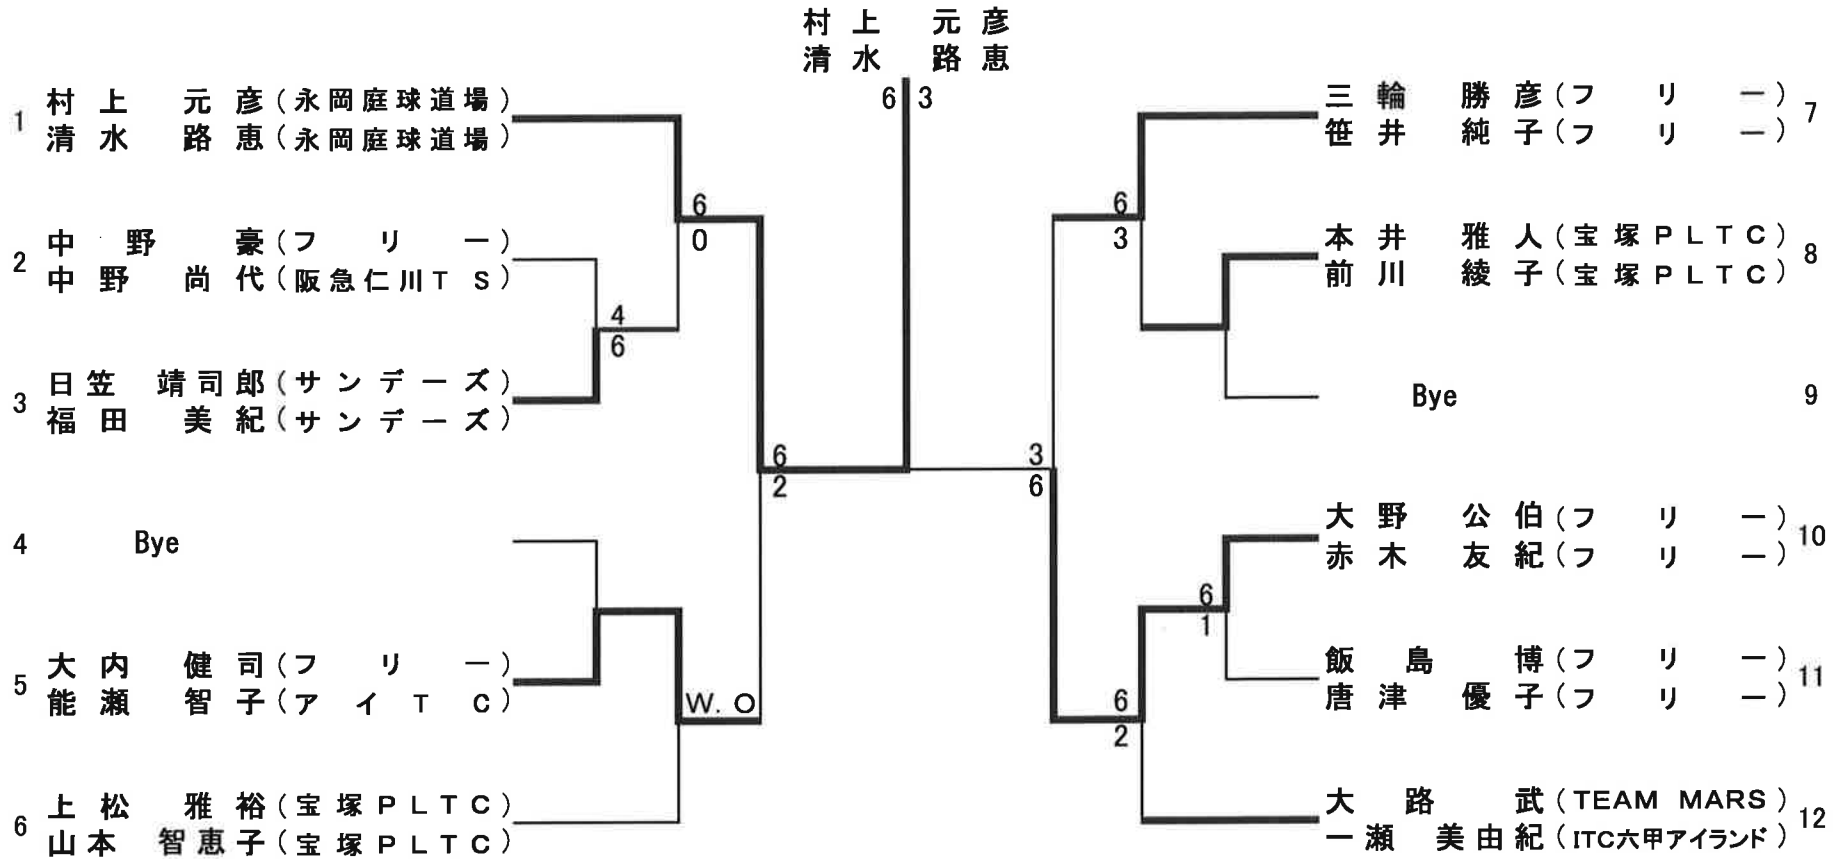 村上 元彦
清水 路恵
6 3
1 村上 元彦(永岡庭球道場)
清水 路恵(永岡庭球道場)
6
0
2 中野 豪(フリー)
中野 尚代(阪急仁川TS)
4
6
3 日笠 靖司郎(サンデーズ)
福田 美紀(サンデーズ)
6
2
4 Bye
5 大内 健司(フリー)
能瀬 智子(アイTC)
W. O
6 上松 雅裕(宝塚PLTC)
山本 智恵子(宝塚PLTC)
三輪 勝彦(フリー) 7
笹井 純子(フリー)
6
3
本井 雅人(宝塚PLTC) 8
前川 綾子(宝塚PLTC)
Bye 9
3
6
大野 公伯(フリー) 10
赤木 友紀(フリー)
6
1
飯島 博(フリー) 11
唐津 優子(フリー)
6
2
大路 武(TEAM MARS) 12
一瀬 美由紀(ITC六甲アイランド)